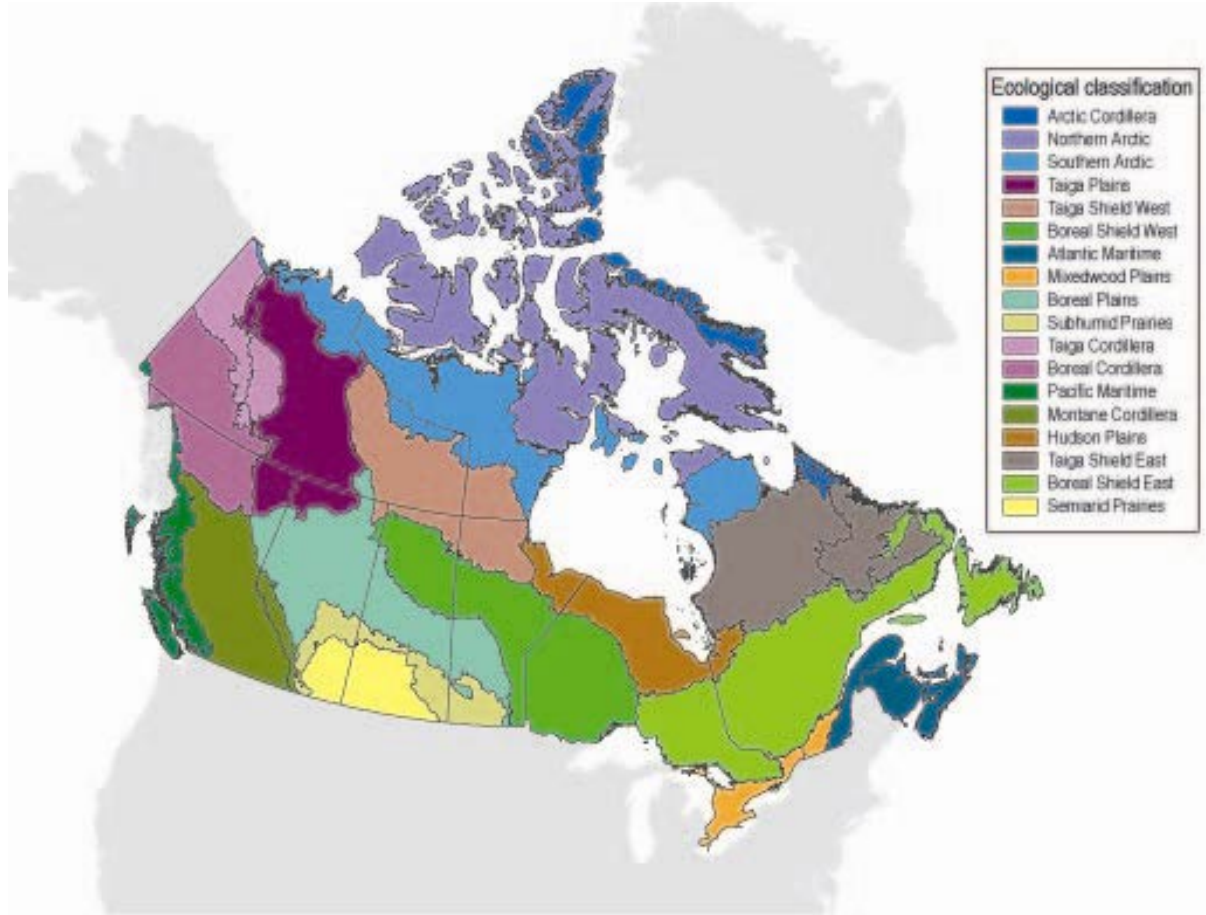 Ecological classification
Arctic Cordillera
Northern Arctic
Southern Arctic
Taiga Plains
Taiga Shield West
Boreal Shield West
Atlantic Maritime
Mixedwood Plains
Boreal Plains
Subhumid Prairies
Taiga Cordillera
Boreal Cordillera
Pacific Maritime
Montane Cordillera
Hudson Plains
Taiga Shield East
Boreal Shield East
Semiarid Prairies